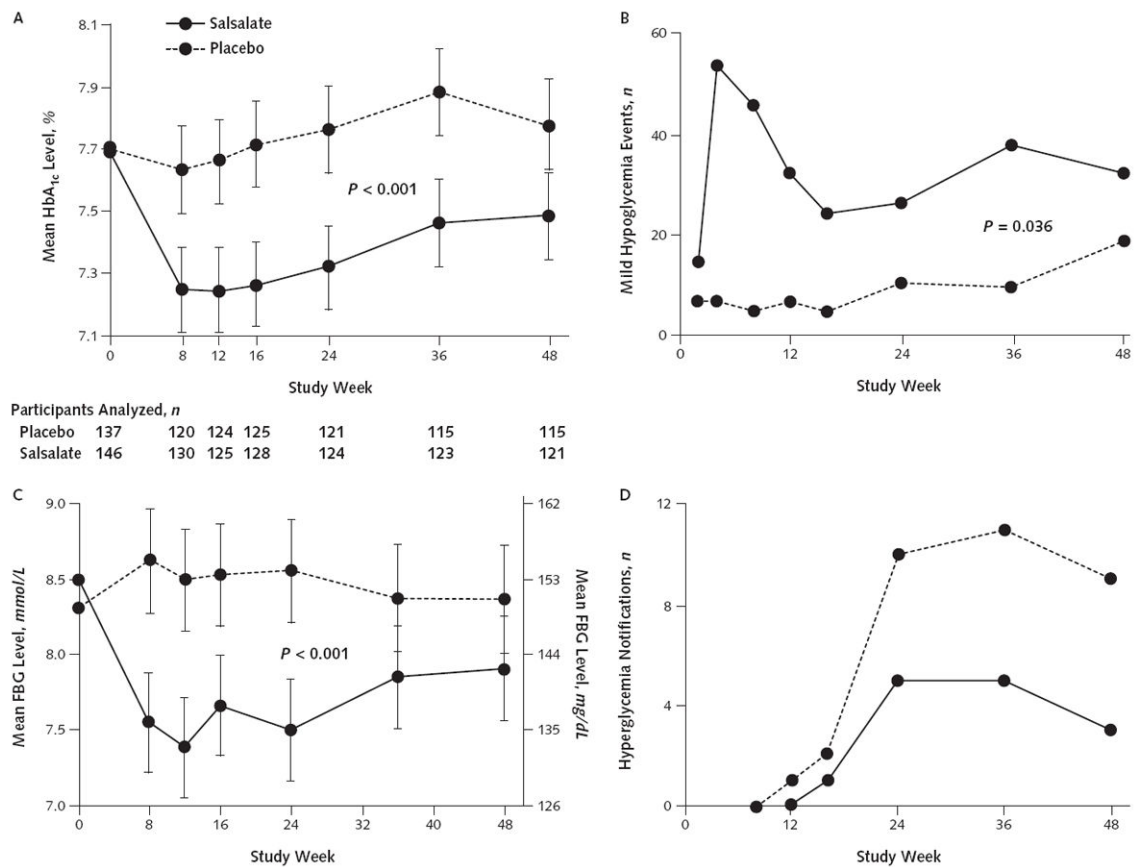 A
Salsalate
Placebo
8.1
7.9
7.7
7.5
7.3
7.1
Mean HbA1c Level, %
P < 0.001
0 8 12 16 24 36 48
Study Week
Participants Analyzed, n
Placebo 137 120 124 125 121 115 115
Salsalate 146 130 125 128 124 123 121
B
60
40
20
0
Mild Hypoglycemia Events, n
P = 0.036
0 12 24 36 48
Study Week
C
9.0
8.5
8.0
7.5
7.0
Mean FBG Level, mmol/L
P < 0.001
162
153
144
135
126
Mean FBG Level, mg/dL
0 8 16 24 32 40 48
Study Week
D
12
8
4
0
Hyperglycemia Notifications, n
0 12 24 36 48
Study Week